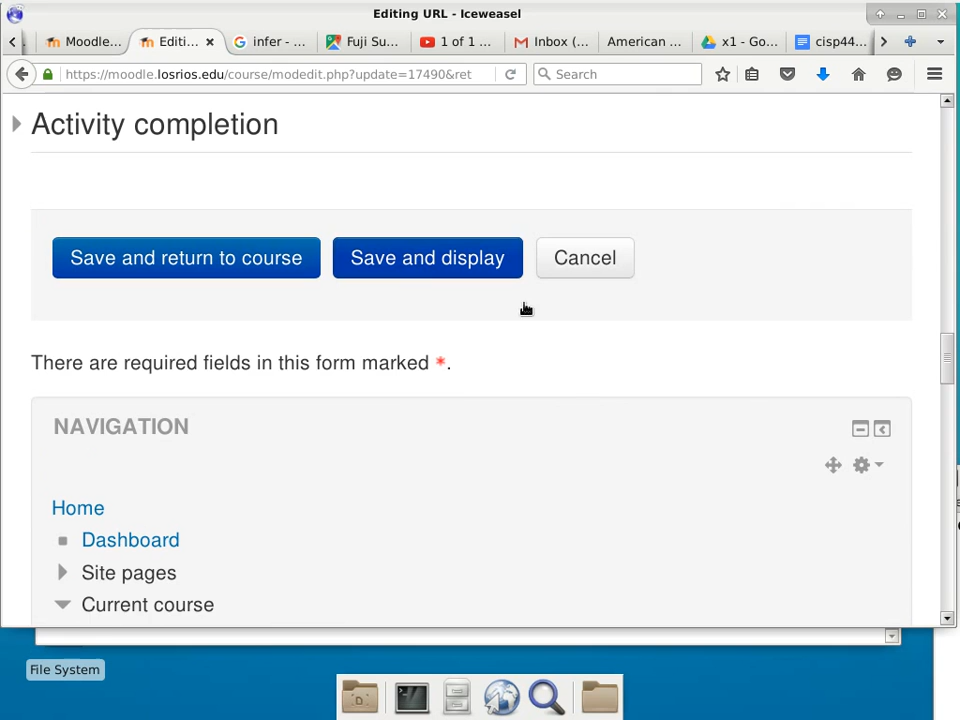 Editing URL - Iceweasel
Moodle...
Editi...
infer - ...
Fuji Su...
1 of 1 ...
Inbox (...
American ...
x1 - Go...
cisp44...
https://moodle.losrios.edu/course/modedit.php?update=17490&ret
Search
Activity completion
Save and return to course
Save and display
Cancel
There are required fields in this form marked *.
NAVIGATION
Home
Dashboard
Site pages
Current course
File System